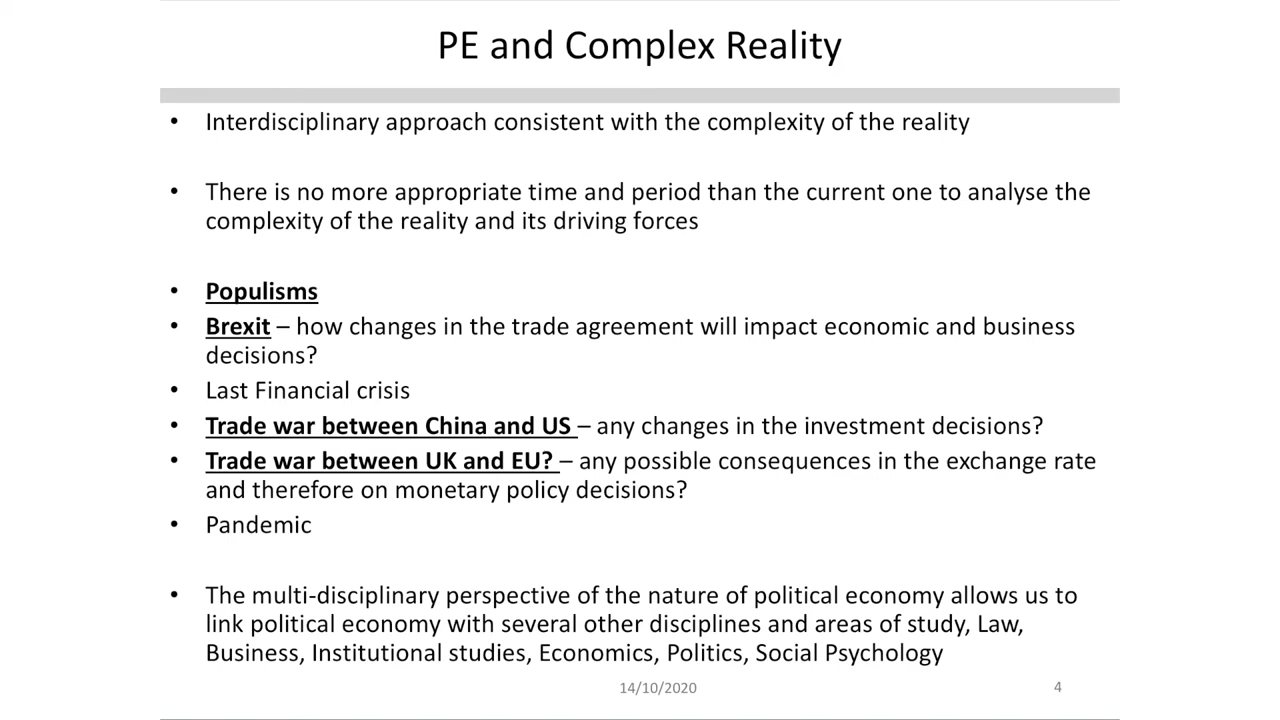 PE and Complex Reality
• Interdisciplinary approach consistent with the complexity of the reality
• There is no more appropriate time and period than the current one to analyse the
complexity of the reality and its driving forces
• Populisms
• Brexit – how changes in the trade agreement will impact economic and business
decisions?
• Last Financial crisis
• Trade war between China and US – any changes in the investment decisions?
• Trade war between UK and EU? – any possible consequences in the exchange rate
and therefore on monetary policy decisions?
• Pandemic
• The multi-disciplinary perspective of the nature of political economy allows us to
link political economy with several other disciplines and areas of study, Law,
Business, Institutional studies, Economics, Politics, Social Psychology
14/10/2020
4